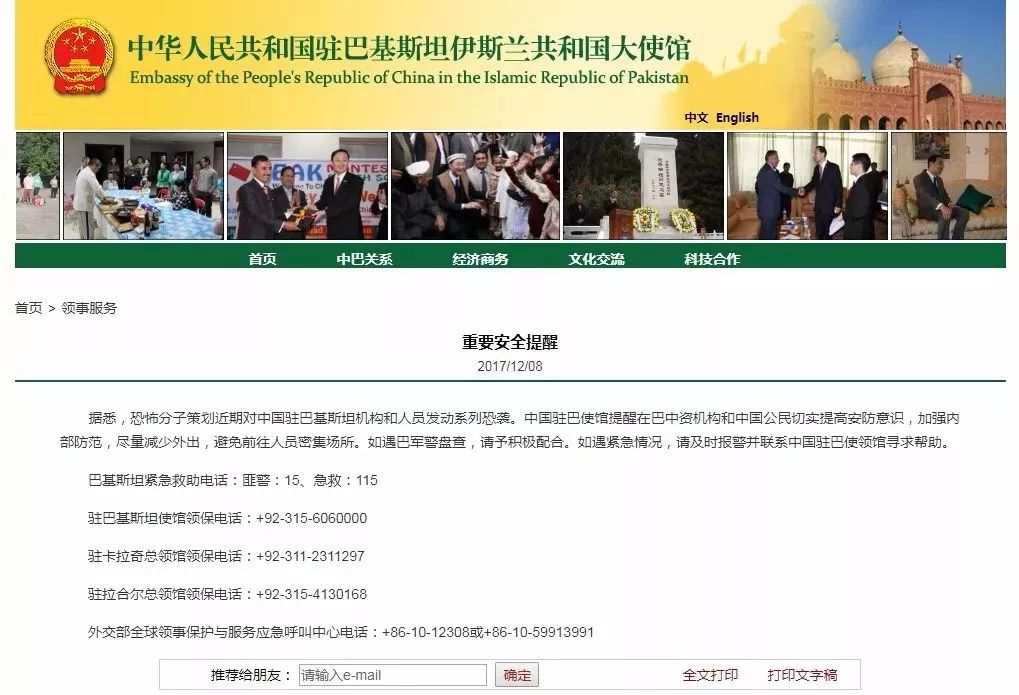 中华人民共和国驻巴基斯坦伊斯兰共和国大使馆
Embassy of the People's Republic of China in the Islamic Republic of Pakistan
中文 English
首页 中巴关系 经济商务 文化交流 科技合作
首页 > 领事服务
重要安全提醒
2017/12/08
据悉，恐怖分子策划近期对中国驻巴基斯坦机构和人员发动系列恐袭。中国驻巴使馆提醒在巴中资机构和中国公民切实提高安防意识，加强内
部防范，尽量减少外出，避免前往人员密集场所。如遇巴军警盘查，请予积极配合。如遇紧急情况，请及时报警并联系中国驻巴使领馆寻求帮助。
巴基斯坦紧急救助电话：匪警：15、急救：115
驻巴基斯坦使馆领保电话：+92-315-6060000
驻卡拉奇总领馆领保电话：+92-311-2311297
驻拉合尔总领馆领保电话：+92-315-4130168
外交部全球领事保护与服务应急呼叫中心电话：+86-10-12308或+86-10-59913991
推荐给朋友： 请输入e-mail 确定 全文打印 打印文字稿